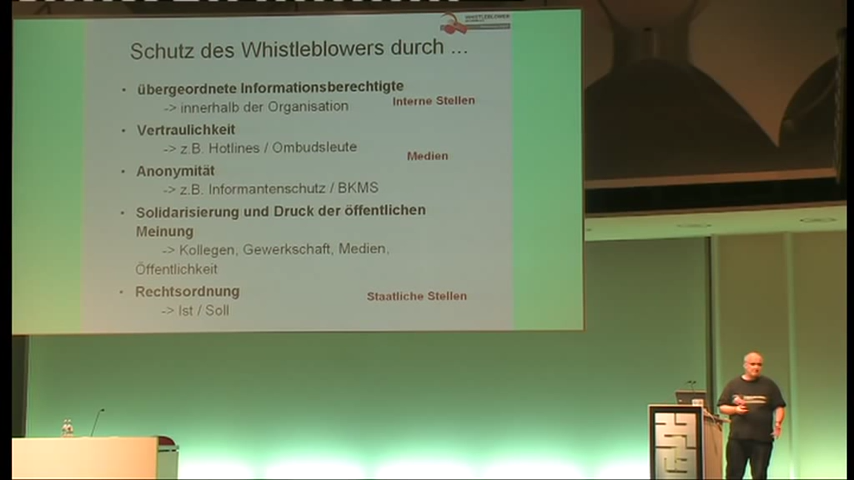 WHISTLEBLOWER
Schutz des Whistleblowers durch ...
• übergeordnete Informationsberechtigte
-> innerhalb der Organisation
Interne Stellen
• Vertraulichkeit
-> z.B. Hotlines / Ombudsleute
Medien
• Anonymität
-> z.B. Informantenschutz / BKMS
• Solidarisierung und Druck der öffentlichen
Meinung
-> Kollegen, Gewerkschaft, Medien,
Öffentlichkeit
• Rechtsordnung
Staatliche Stellen
-> Ist / Soll